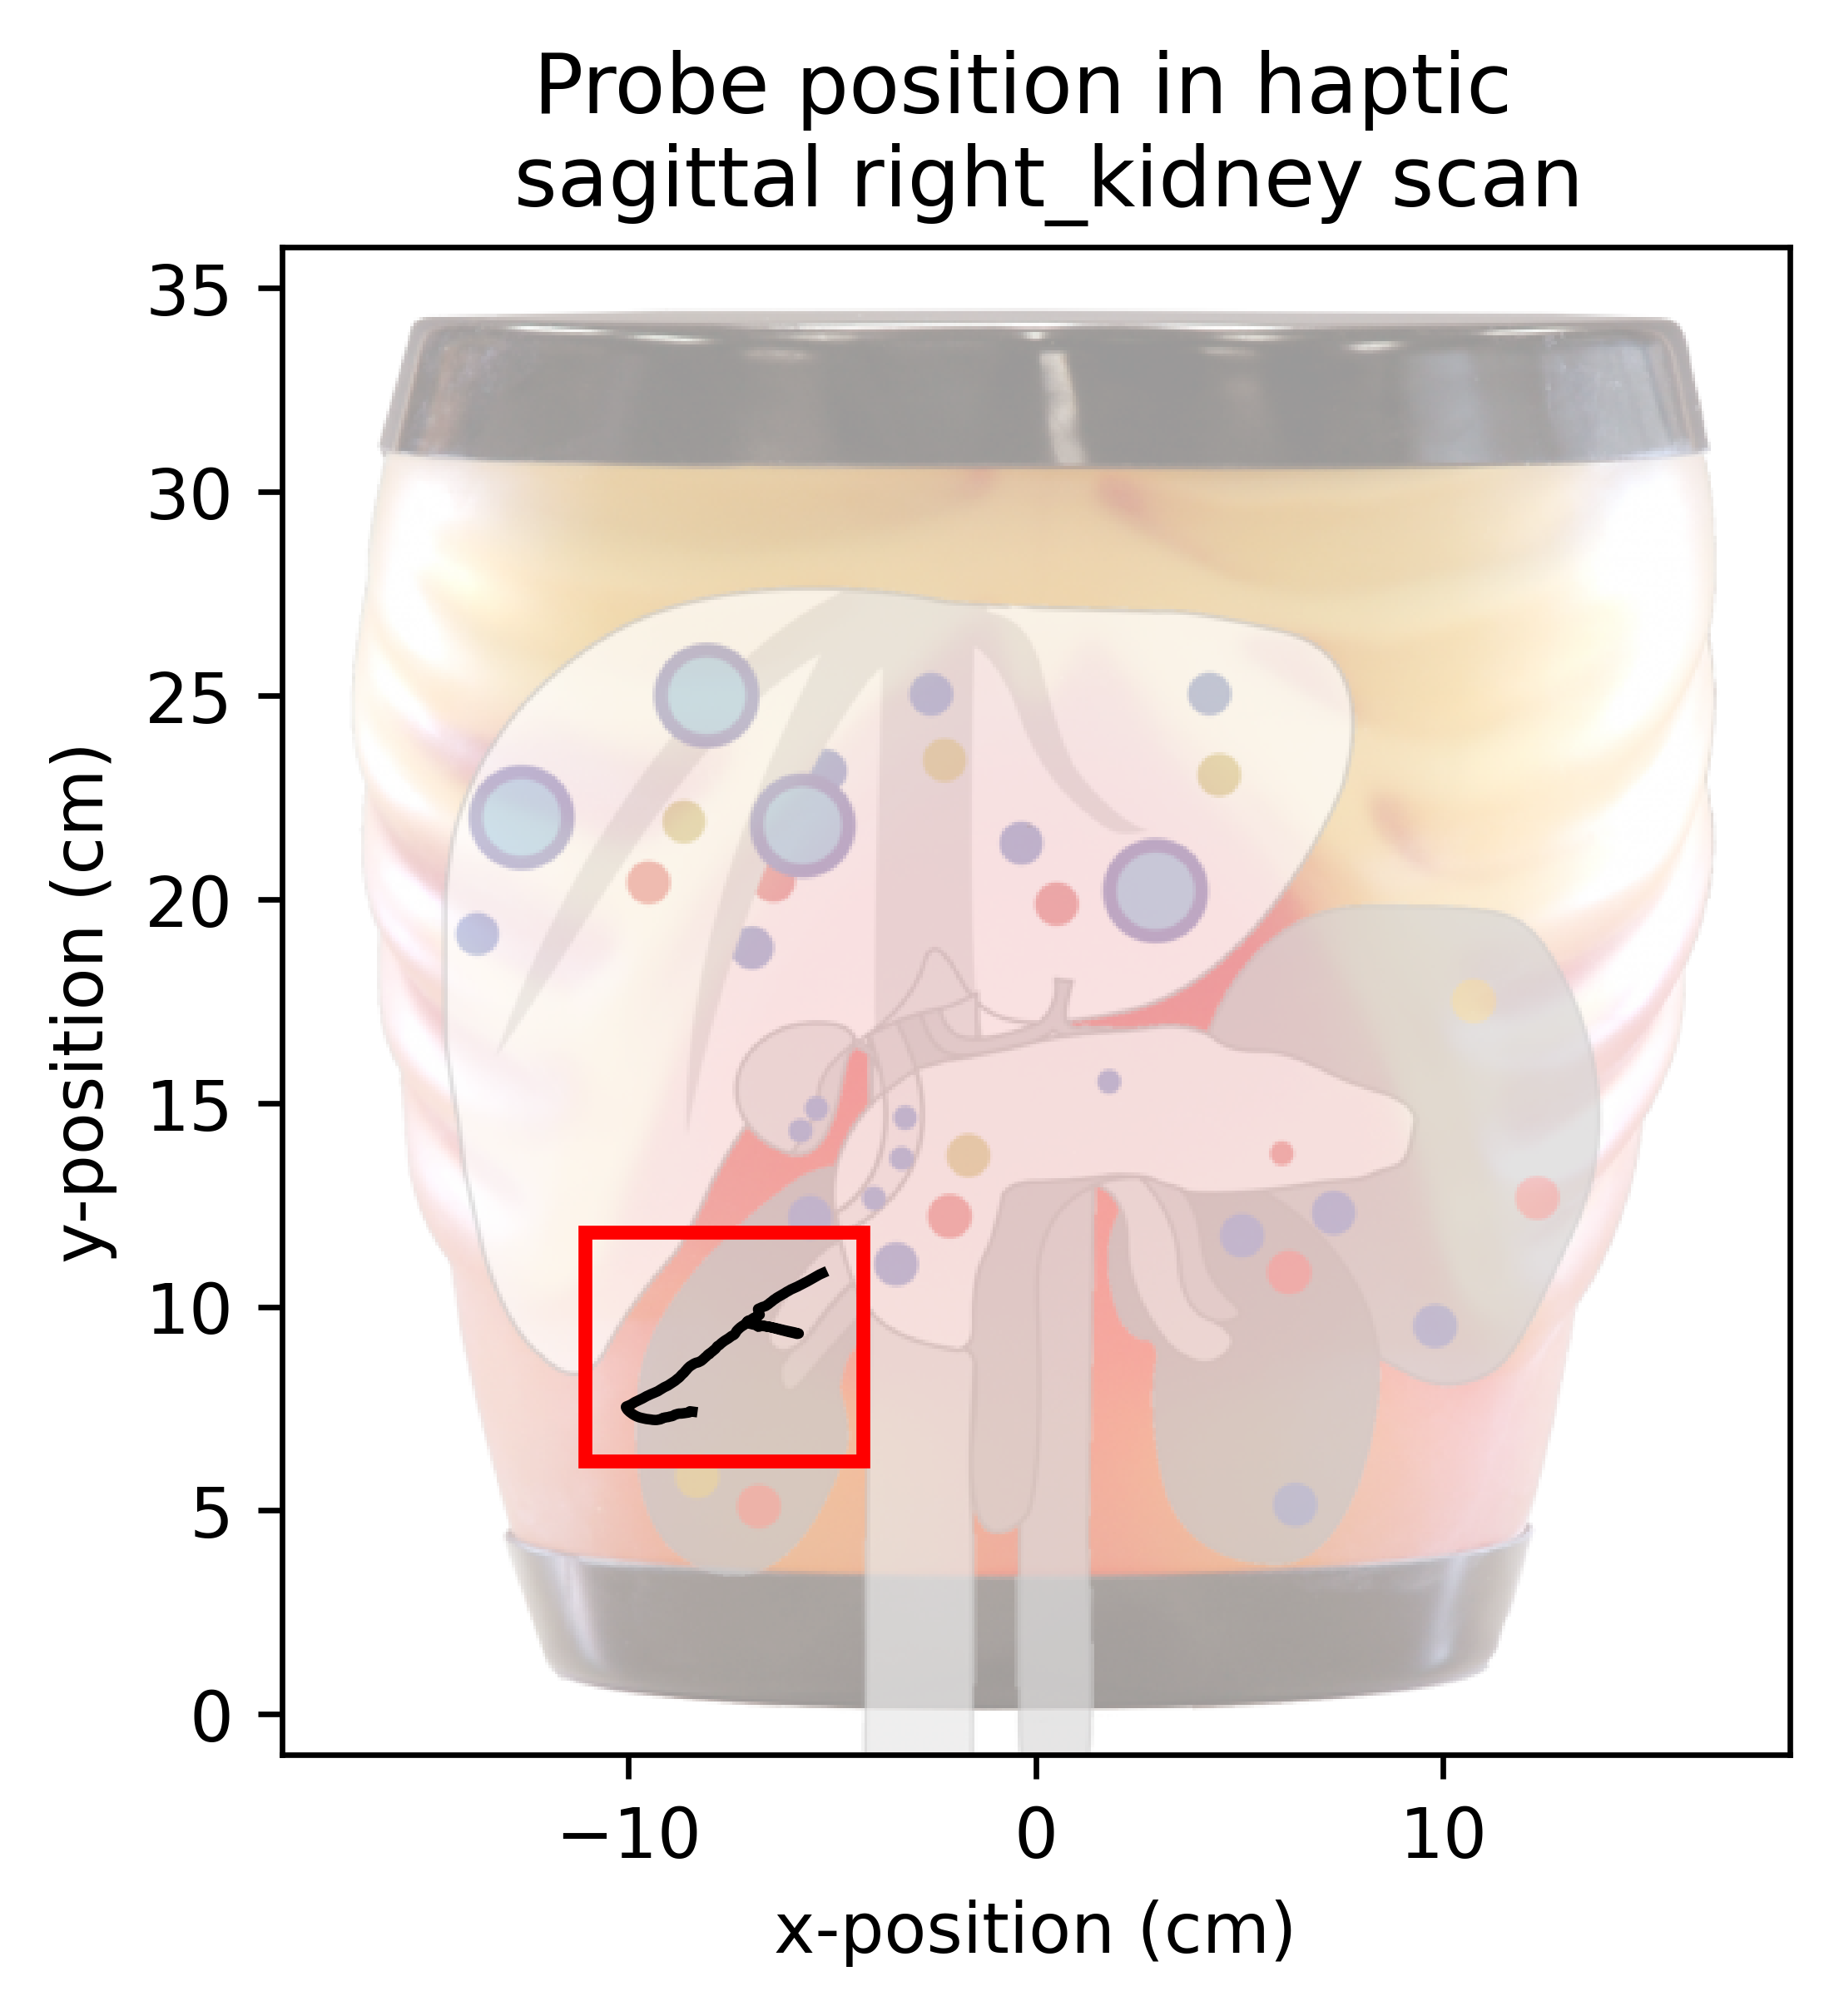 Probe position in haptic
sagittal right_kidney scan
y-position (cm)
35
30
25
20
15
10
5
0
−10
0
10
x-position (cm)